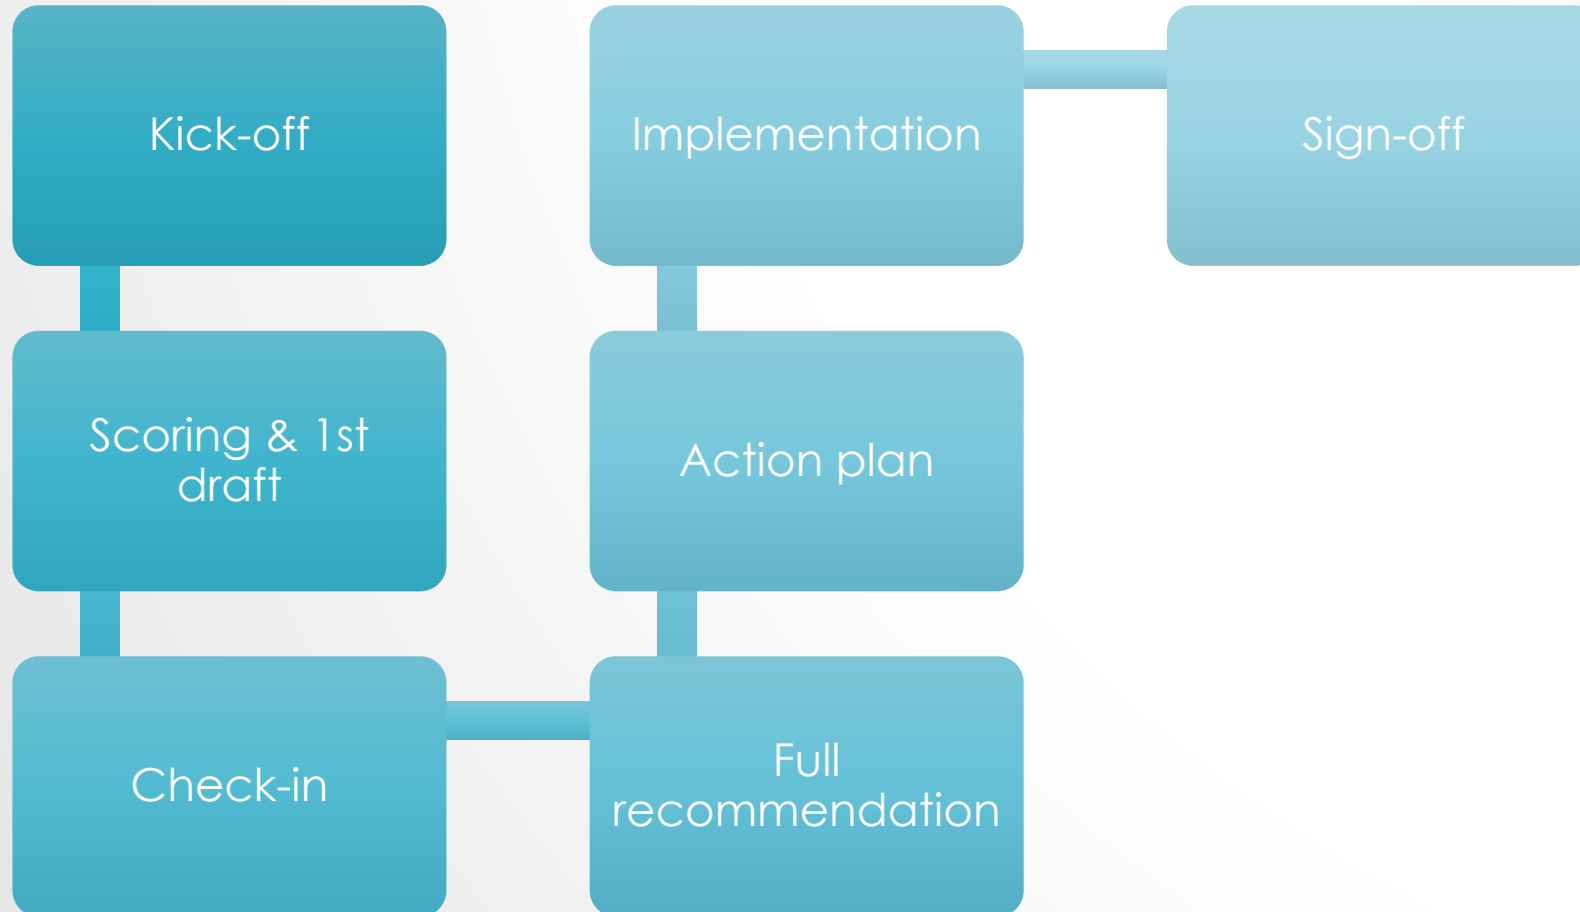 Kick-off
Scoring & 1st
draft
Check-in
Full
recommendation
Action plan
Implementation
Sign-off